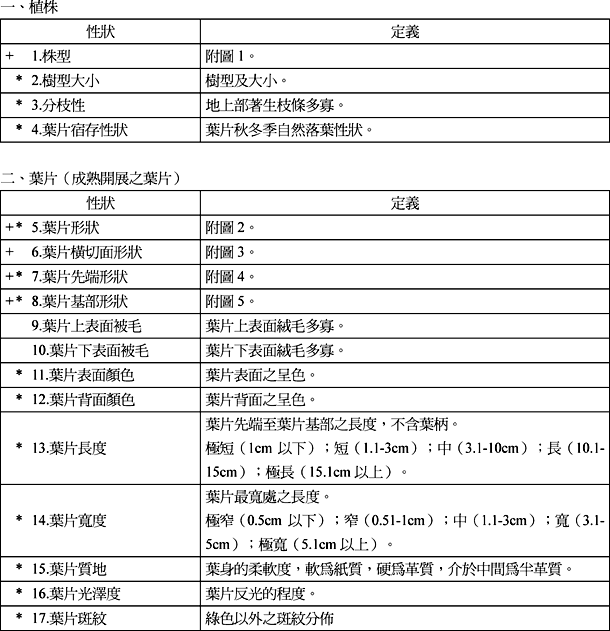 一、植株
性狀 定義
+ 1.株型 附圖 1。
* 2.樹型大小 樹型及大小。
* 3.分枝性 地上部著生枝條多寡。
* 4.葉片宿存性狀 葉片秋冬季自然落葉性狀。
二、葉片（成熟開展之葉片）
性狀 定義
+* 5.葉片形狀 附圖 2。
+ 6.葉片橫切面形狀 附圖 3。
+* 7.葉片先端形狀 附圖 4。
+* 8.葉片基部形狀 附圖 5。
9.葉片上表面被毛 葉片上表面絨毛多寡。
10.葉片下表面被毛 葉片下表面絨毛多寡。
* 11.葉片表面顏色 葉片表面之呈色。
* 12.葉片背面顏色 葉片背面之呈色。
* 13.葉片長度 葉片先端至葉片基部之長度，不含葉柄。
極短（1cm 以下）；短（1.1-3cm）；中（3.1-10cm）；長（10.1-
15cm）；極長（15.1cm 以上）。
* 14.葉片寬度 葉片最寬處之長度。
極窄（0.5cm 以下）；窄（0.51-1cm）；中（1.1-3cm）；寬（3.1-
5cm）；極寬（5.1cm 以上）。
* 15.葉片質地 葉身的柔軟度，軟爲紙質，硬爲革質，介於中間爲半革質。
* 16.葉片光澤度 葉片反光的程度。
* 17.葉片斑紋 綠色以外之斑紋分佈